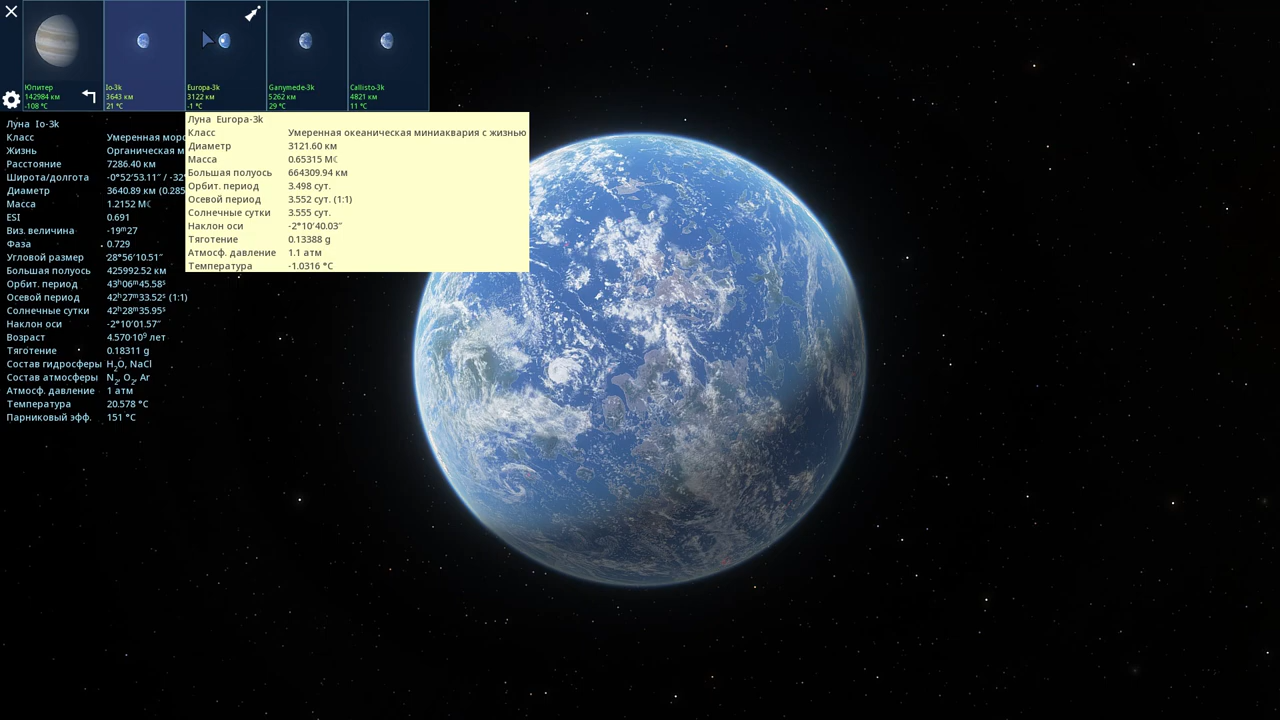 Юпитер
142984 км
-108 °C
Io-3k
3643 км
21 °C
Europa-3k
3122 км
-1 °C
Ganymede-3k
5262 км
29 °C
Callisto-3k
4821 км
11 °C
Луна Io-3k
Класс Умеренная морс
Жизнь Органическая м
Расстояние 7286.40 км
Широта/долгота -0°52′53.11″ / -32°
Диаметр 3640.89 км (0.285
Масса 1.2152 M☾
ESI 0.691
Виз. величина -19ᵐ27
Фаза 0.729
Угловой размер 28°56′10.51″
Большая полуось 425992.52 км
Орбит. период 43ʰ06ᵐ45.58ˢ
Осевой период 42ʰ27ᵐ33.52ˢ (1:1)
Солнечные сутки 42ʰ28ᵐ35.95ˢ
Наклон оси -2°10′01.57″
Возраст 4.570·10⁹ лет
Тяготение 0.18311 g
Состав гидросферы H₂O, NaCl
Состав атмосферы N₂, O₂, Ar
Атмосф. давление 1 атм
Температура 20.578 °C
Парниковый эфф. 151 °C
Луна Europa-3k
Класс Умеренная океаническая миниаквария с жизнью
Диаметр 3121.60 км
Масса 0.65315 M☾
Большая полуось 664309.94 км
Орбит. период 3.498 сут.
Осевой период 3.552 сут. (1:1)
Солнечные сутки 3.555 сут.
Наклон оси -2°10′40.03″
Тяготение 0.13388 g
Атмосф. давление 1.1 атм
Температура -1.0316 °C